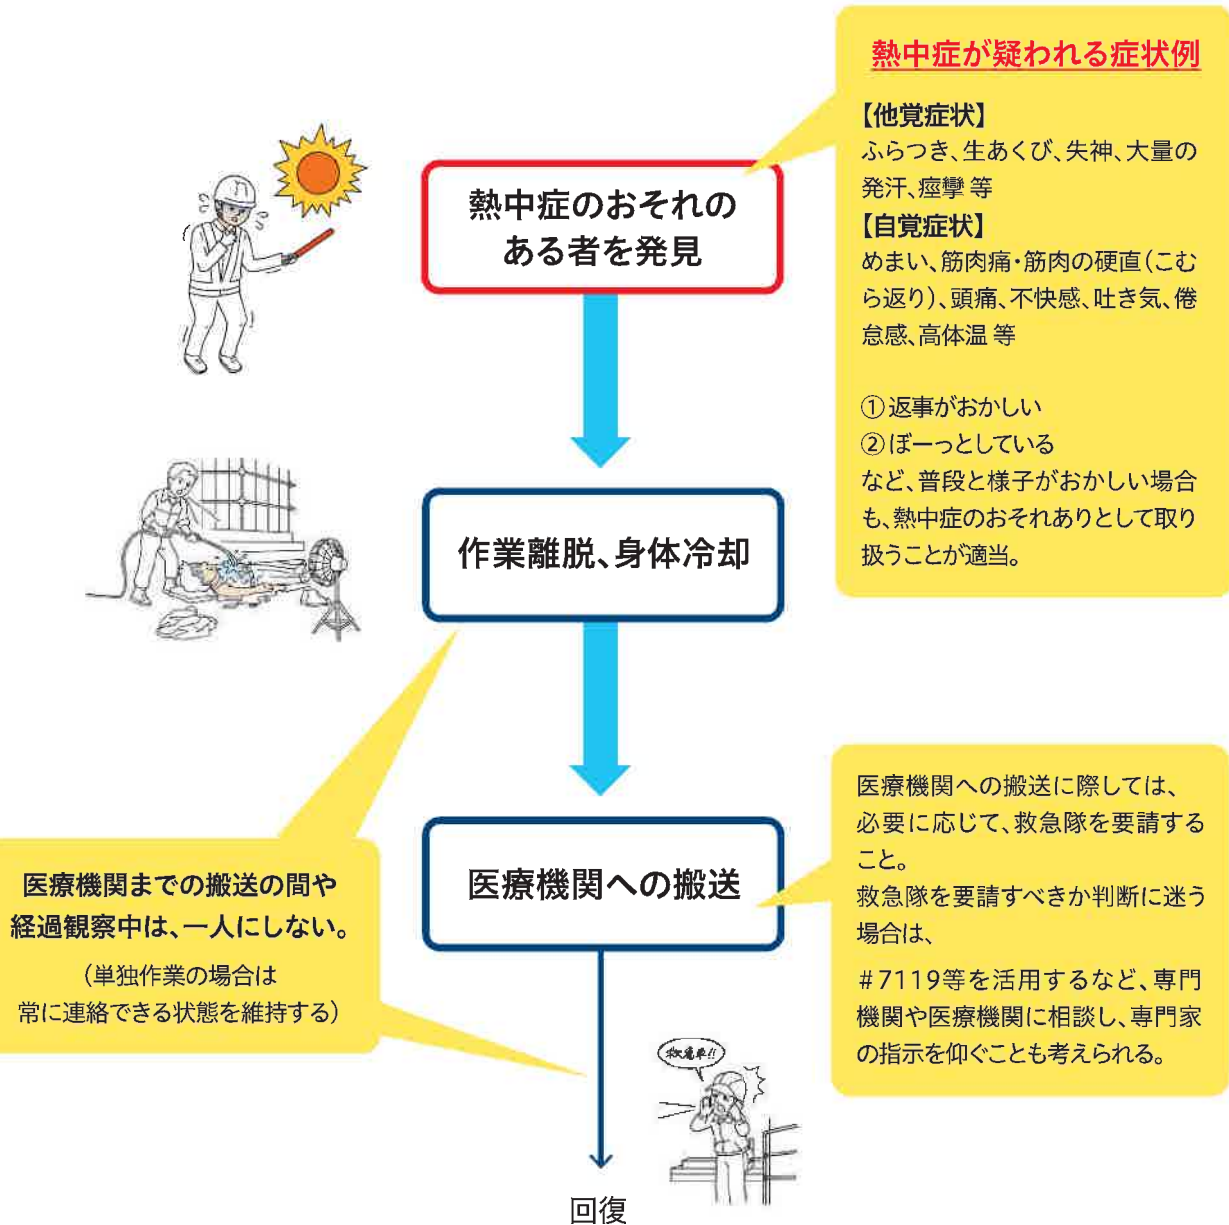 熱中症が疑われる症状例
【他覚症状】
ふらつき、生あくび、失神、大量の
発汗、痙攣 等
【自覚症状】
めまい、筋肉痛・筋肉の硬直（こむ
ら返り）、頭痛、不快感、吐き気、倦
怠感、高体温 等
①返事がおかしい
②ぼーっとしている
など、普段と様子がおかしい場合
も、熱中症のおそれありとして取り
扱うことが適当。
熱中症のおそれの
ある者を発見
作業離脱、身体冷却
医療機関への搬送
医療機関までの搬送の間や
経過観察中は、一人にしない。
（単独作業の場合は
常に連絡できる状態を維持する）
医療機関への搬送に際しては、
必要に応じて、救急隊を要請する
こと。
救急隊を要請すべきか判断に迷う
場合は、
＃7119等を活用するなど、専門
機関や医療機関に相談し、専門家
の指示を仰ぐことも考えられる。
救急車!!
回復